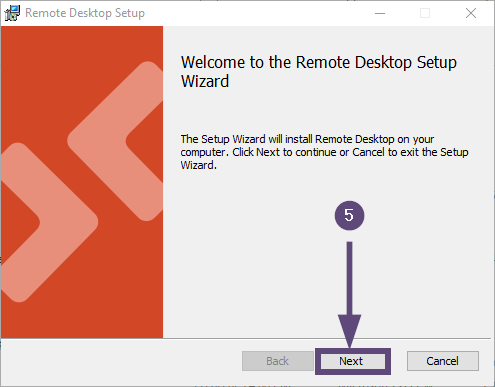 Remote Desktop Setup
Welcome to the Remote Desktop Setup
Wizard
The Setup Wizard will install Remote Desktop on your
computer. Click Next to continue or Cancel to exit the Setup
Wizard.
5
Back
Next
Cancel